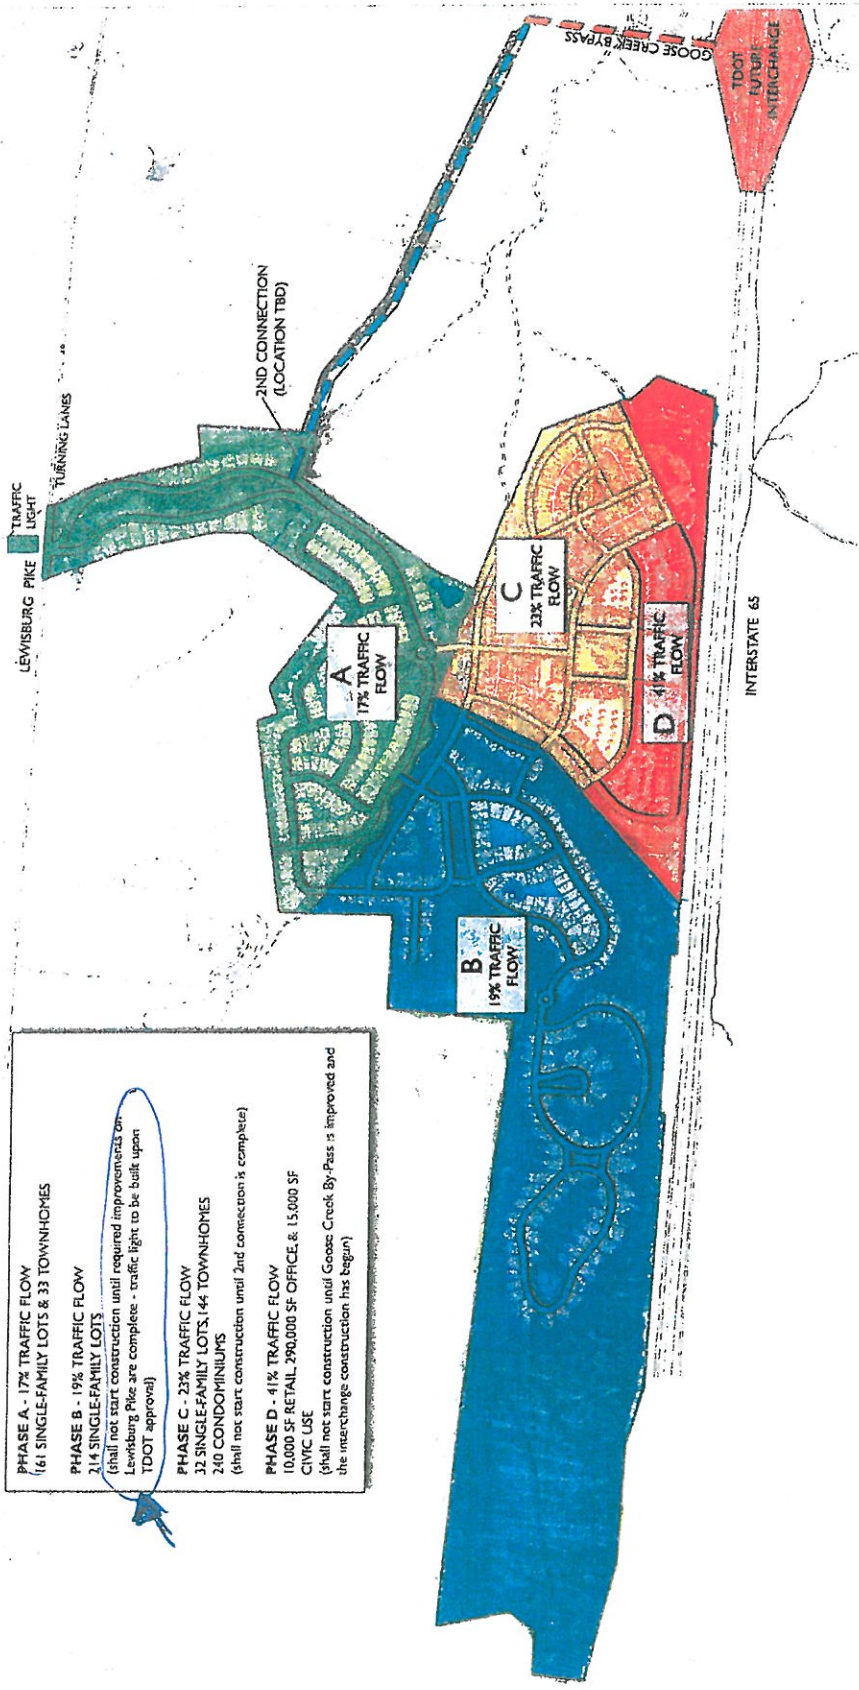 PHASE A - 17% TRAFFIC FLOW
161 SINGLE-FAMILY LOTS & 33 TOWNHOMES
PHASE B - 19% TRAFFIC FLOW
214 SINGLE-FAMILY LOTS
(shall not start construction until required improvements on
Lewisburg Pike are complete - traffic light to be built upon
TDOT approval)
PHASE C - 23% TRAFFIC FLOW
32 SINGLE-FAMILY LOTS, 144 TOWNHOMES
240 CONDOMINIUMS
(shall not start construction until 2nd connection is complete)
PHASE D - 41% TRAFFIC FLOW
10,000 SF RETAIL, 290,000 SF OFFICE, & 15,000 SF
CIVIC USE
(shall not start construction until Goose Creek By-Pass is improved and
the interchange construction has begun)
LEWISBURG PIKE
TRAFFIC
LIGHT
TURNING LANES
2ND CONNECTION
(LOCATION TBD)
GOOSE CREEK BYPASS
TDOT
FUTURE
INTERCHANGE
A
17% TRAFFIC
FLOW
B
19% TRAFFIC
FLOW
C
23% TRAFFIC
FLOW
D 41% TRAFFIC
FLOW
INTERSTATE 65